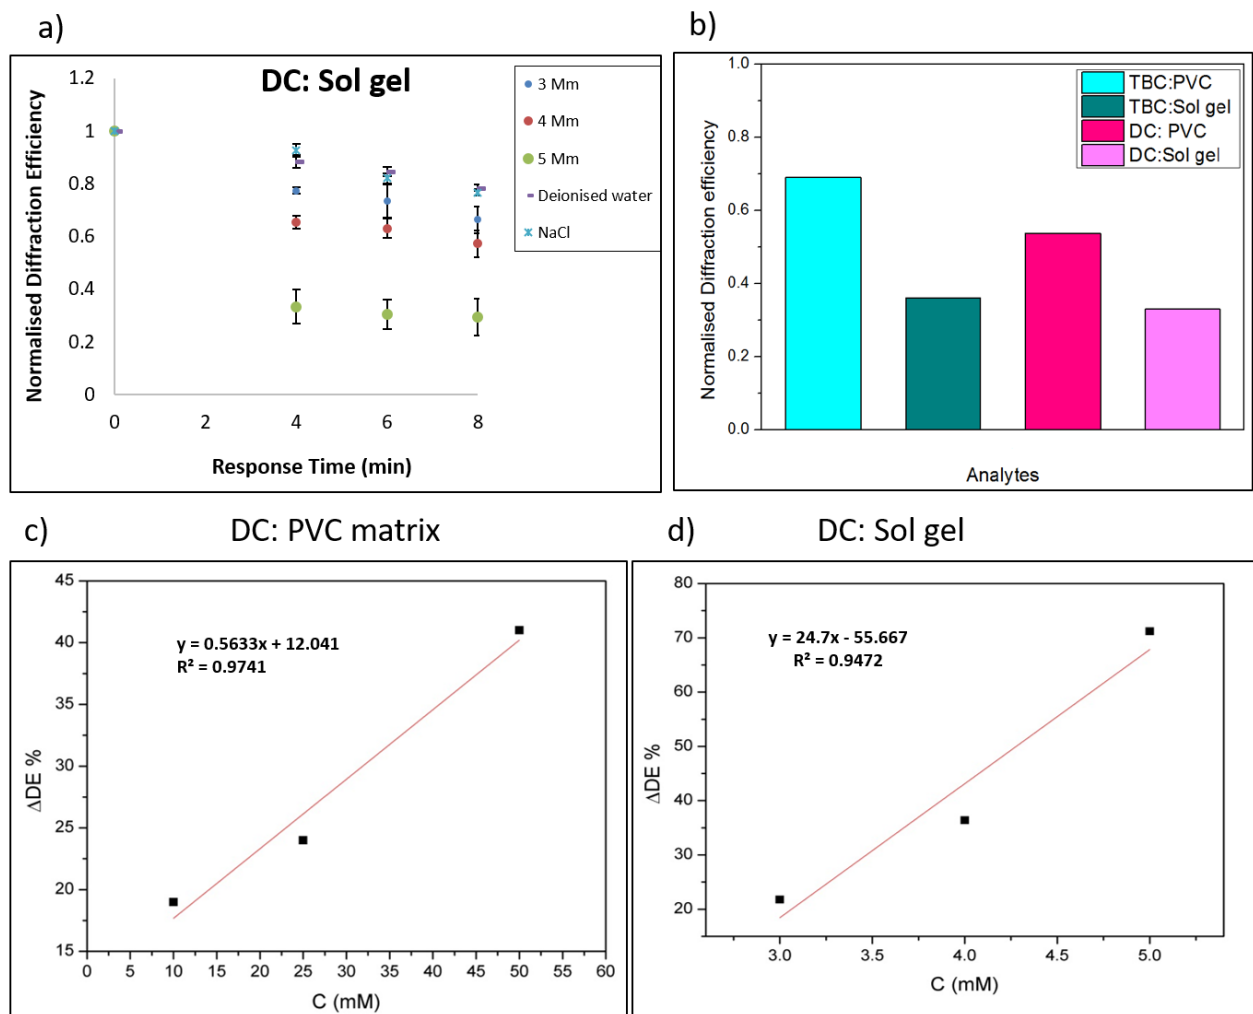 a)
DC: Sol gel
Normalised Diffraction Efficiency
1.2
1
0.8
0.6
0.4
0.2
0
0
2
4
6
8
Response Time (min)
3 Mm
4 Mm
5 Mm
Deionised water
NaCl
b)
Normalised Diffraction efficiency
1.0
0.8
0.6
0.4
0.2
0.0
TBC:PVC
TBC:Sol gel
DC: PVC
DC:Sol gel
Analytes
c)
DC: PVC matrix
ΔDE %
45
40
35
30
25
20
15
y = 0.5633x + 12.041
R² = 0.9741
0
5
10
15
20
25
30
35
40
45
50
55
60
C (mM)
d)
DC: Sol gel
ΔDE %
80
70
60
50
40
30
20
y = 24.7x - 55.667
R² = 0.9472
3.0
3.5
4.0
4.5
5.0
C (mM)